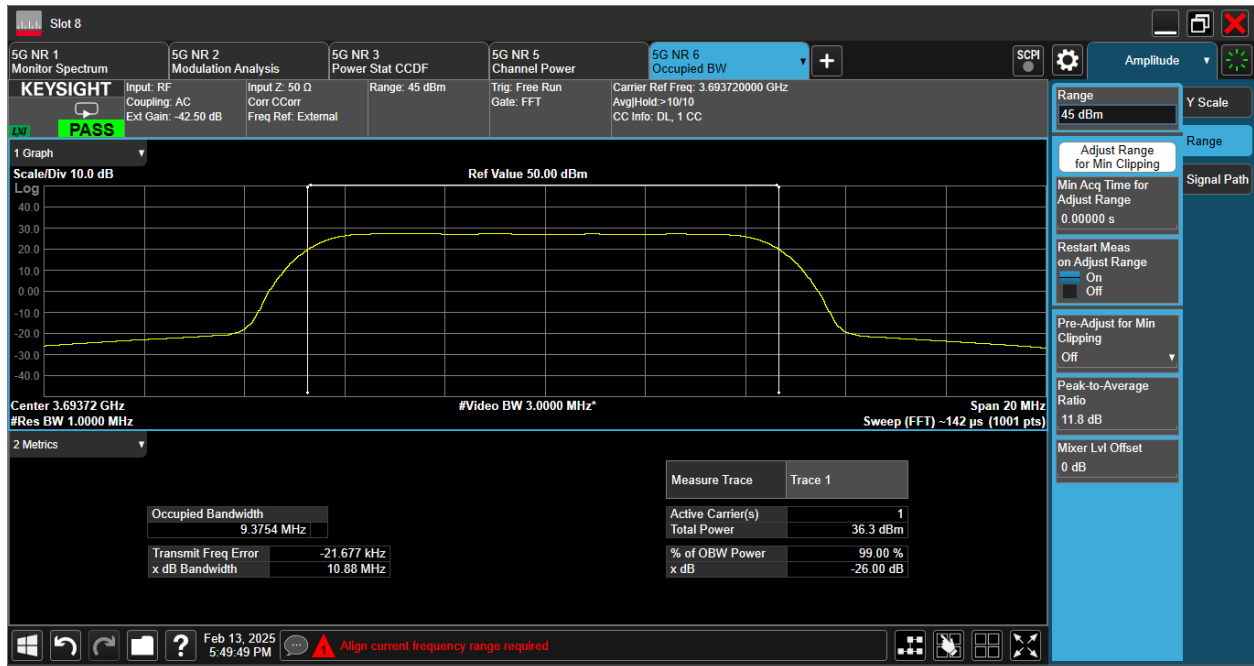 Slot 8
5G NR 1
Monitor Spectrum
5G NR 2
Modulation Analysis
5G NR 3
Power Stat CCDF
5G NR 5
Channel Power
5G NR 6
Occupied BW
SCPI
Amplitude
KEYSIGHT
LXI
PASS
Input: RF
Coupling: AC
Ext Gain: -42.50 dB
Input Z: 50 Ω
Corr CCorr
Freq Ref: External
Range: 45 dBm
Trig: Free Run
Gate: FFT
Carrier Ref Freq: 3.693720000 GHz
Avg|Hold:>10/10
CC Info: DL, 1 CC
1 Graph
Scale/Div 10.0 dB
Ref Value 50.00 dBm
Log
40.0
30.0
20.0
10.0
0.00
-10.0
-20.0
-30.0
-40.0
Center 3.69372 GHz
#Video BW 3.0000 MHz*
Span 20 MHz
#Res BW 1.0000 MHz
Sweep (FFT) ~142 µs (1001 pts)
2 Metrics
Measure Trace Trace 1
Occupied Bandwidth
9.3754 MHz
Active Carrier(s) 1
Total Power 36.3 dBm
Transmit Freq Error -21.677 kHz
x dB Bandwidth 10.88 MHz
% of OBW Power 99.00 %
x dB -26.00 dB
Range
45 dBm
Adjust Range
for Min Clipping
Min Acq Time for
Adjust Range
0.00000 s
Restart Meas
on Adjust Range
On
Off
Pre-Adjust for Min
Clipping
Off
Peak-to-Average
Ratio
11.8 dB
Mixer Lvl Offset
0 dB
Y Scale
Range
Signal Path
?
Feb 13, 2025
5:49:49 PM
1
Align current frequency range required